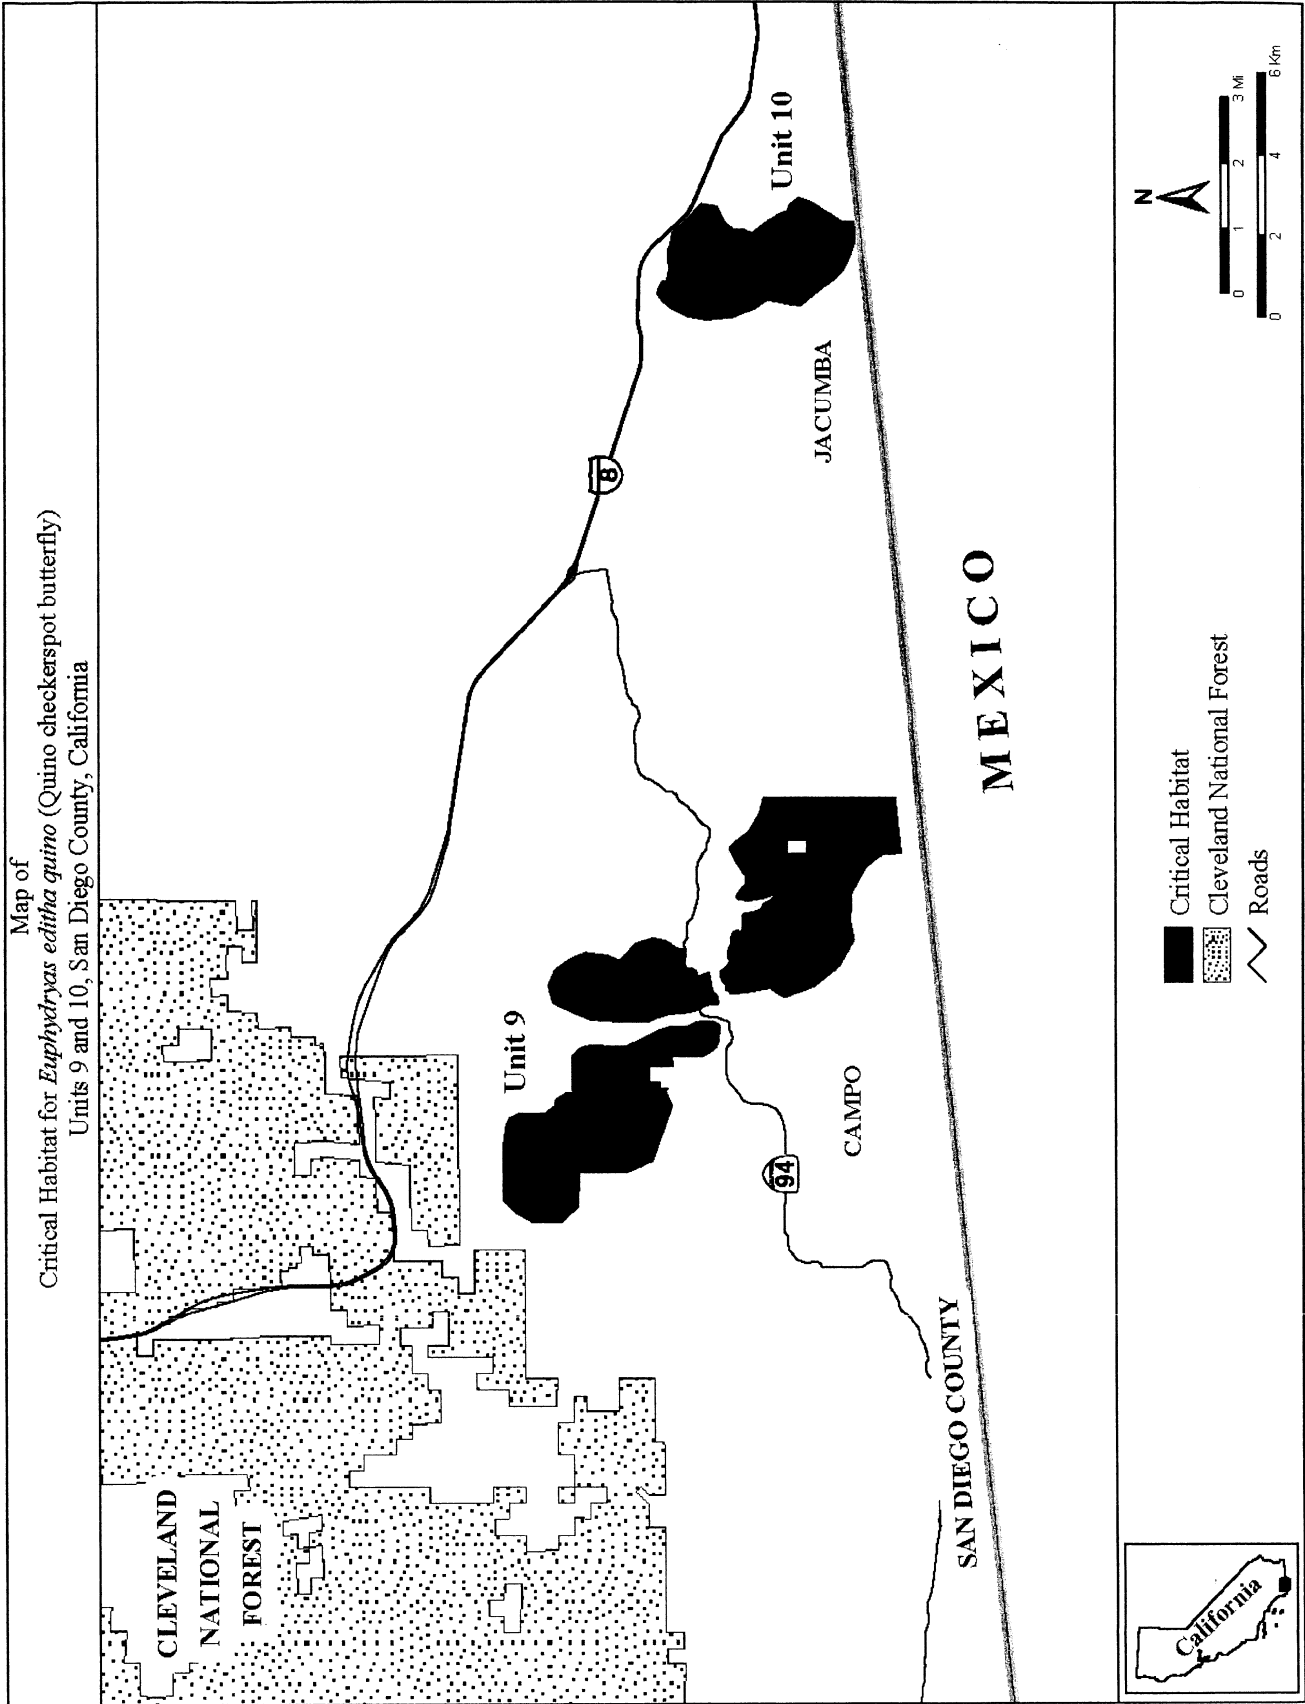 Map of
Critical Habitat for Euphydryas editha quino (Quino checkerspot butterfly)
Units 9 and 10, San Diego County, California
CLEVELAND
NATIONAL
FOREST
8
Unit 9
Unit 10
94
CAMPO
JACUMBA
SAN DIEGO COUNTY
MEXICO
California
Critical Habitat
Cleveland National Forest
Roads
N
0 1 2 3 Mi
0 2 4 6 Km